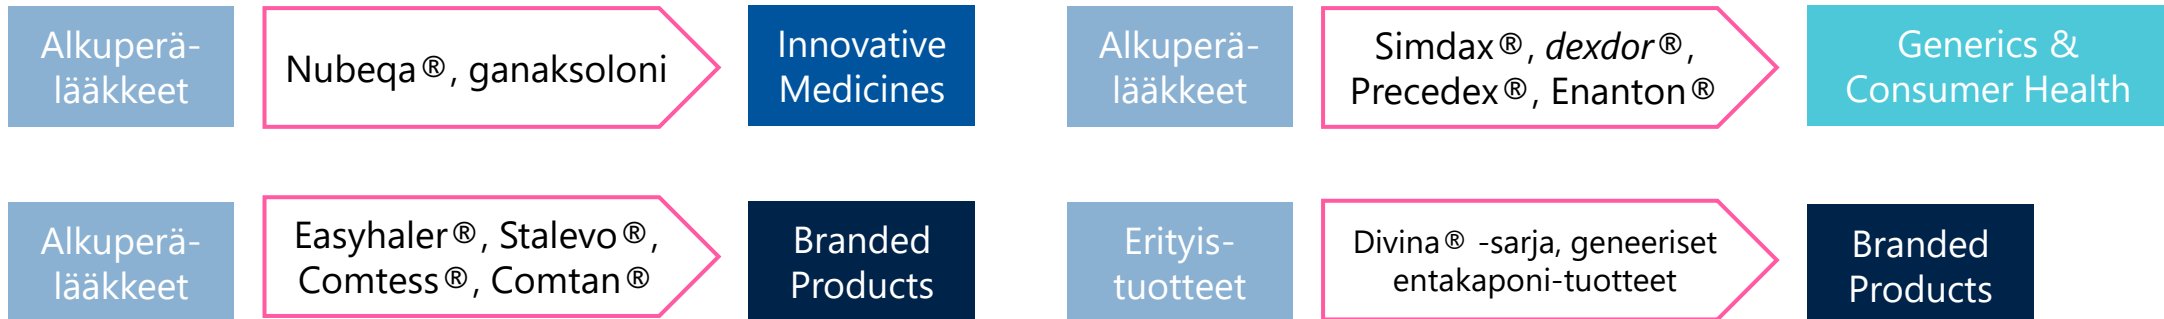 Alkuperä-
lääkkeet
Nubeqa®, ganaksoloni
Innovative
Medicines
Alkuperä-
lääkkeet
Simdax®, dexdor®,
Precedex®, Enanton®
Generics &
Consumer Health
Alkuperä-
lääkkeet
Easyhaler®, Stalevo®,
Comtess®, Comtan®
Branded
Products
Erityis-
tuotteet
Divina® -sarja, geneeriset
entakaponi-tuotteet
Branded
Products